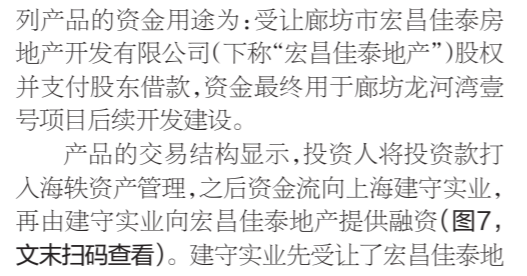 列产品的资金用途为:受让廊坊市宏昌佳泰房
地产开发有限公司(下称“宏昌佳泰地产”)股权
并支付股东借款,资金最终用于廊坊龙河湾壹
号项目后续开发建设。
产品的交易结构显示,投资人将投资款打
入海轶资产管理,之后资金流向上海建守实业,
再由建守实业向宏昌佳泰地产提供融资(图7,
文末扫码查看)。建守实业先受让了宏昌佳泰地